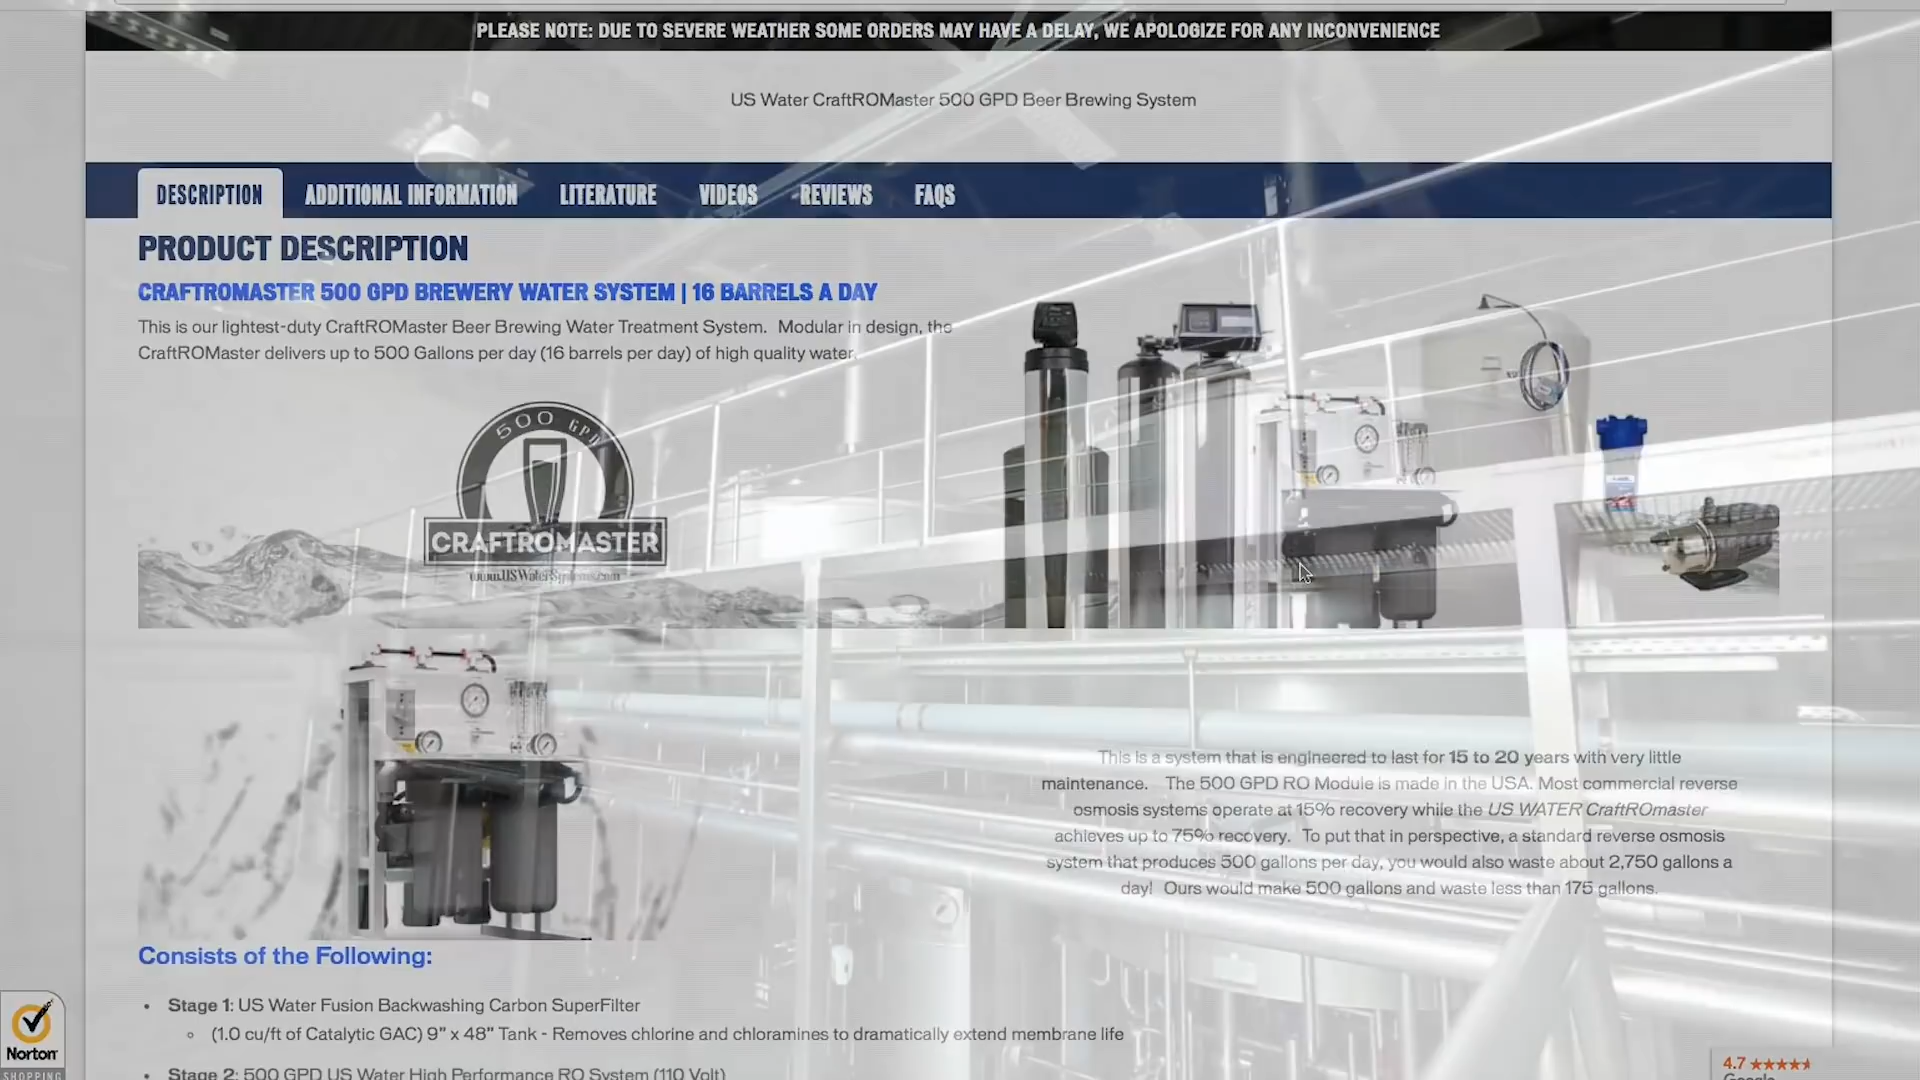 PLEASE NOTE: DUE TO SEVERE WEATHER SOME ORDERS MAY HAVE A DELAY, WE APOLOGIZE FOR ANY INCONVENIENCE
US Water CraftROMaster 500 GPD Beer Brewing System
DESCRIPTION ADDITIONAL INFORMATION LITERATURE VIDEOS REVIEWS FAQS
PRODUCT DESCRIPTION
CRAFTROMASTER 500 GPD BREWERY WATER SYSTEM | 16 BARRELS A DAY
This is our lightest-duty CraftROMaster Beer Brewing Water Treatment System. Modular in design, the
CraftROMaster delivers up to 500 Gallons per day (16 barrels per day) of high quality water.
500 GPD
CRAFTROMASTER
www.USWaterSystems.com
This is a system that is engineered to last for 15 to 20 years with very little
maintenance. The 500 GPD RO Module is made in the USA. Most commercial reverse
osmosis systems operate at 15% recovery while the US WATER CraftROmaster
achieves up to 75% recovery. To put that in perspective, a standard reverse osmosis
system that produces 500 gallons per day, you would also waste about 2,750 gallons a
day! Ours would make 500 gallons and waste less than 175 gallons.
Consists of the Following:
• Stage 1: US Water Fusion Backwashing Carbon SuperFilter
◦ (1.0 cu/ft of Catalytic GAC) 9" x 48" Tank - Removes chlorine and chloramines to dramatically extend membrane life
• Stage 2: 500 GPD US Water High Performance RO System (110 Volt)
Norton
SHOPPING
4.7 ★★★★★
Google